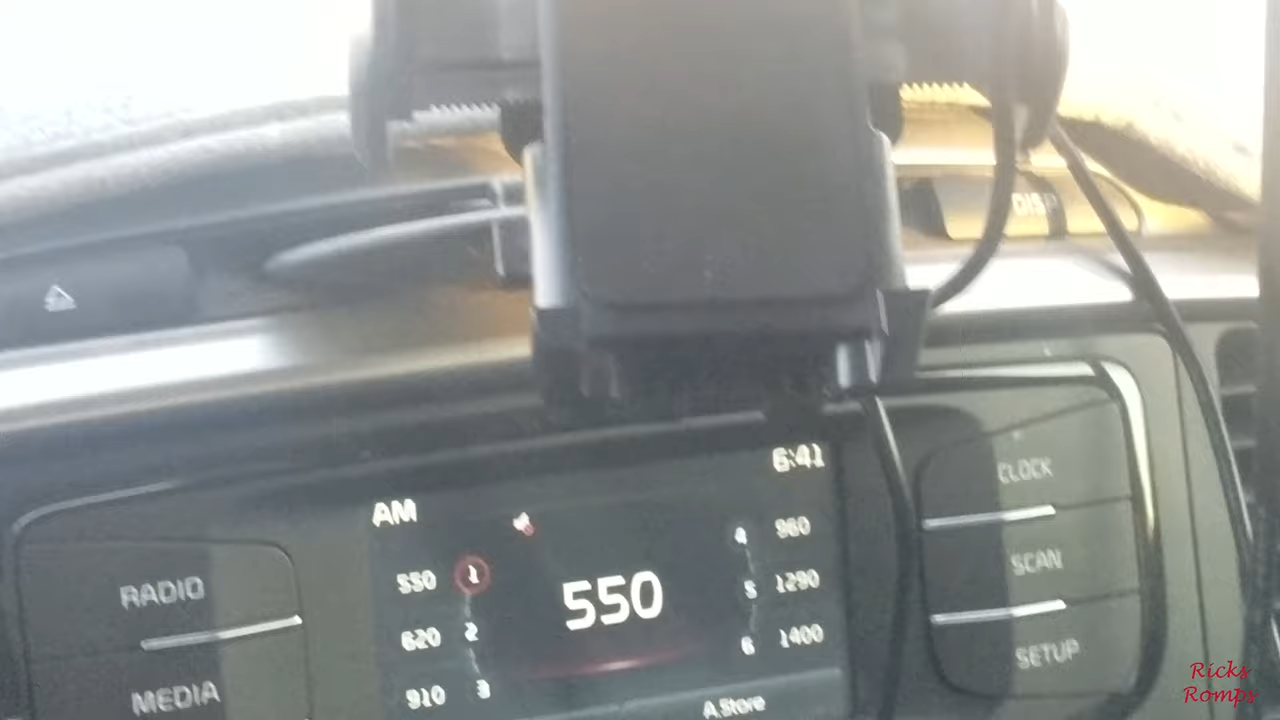 DISP
6:41
AM
4 960
550 1
CLOCK
550
5 1290
RADIO
SCAN
620 2
6 1400
MEDIA
910 3
SETUP
A.Store
Ricks
Romps